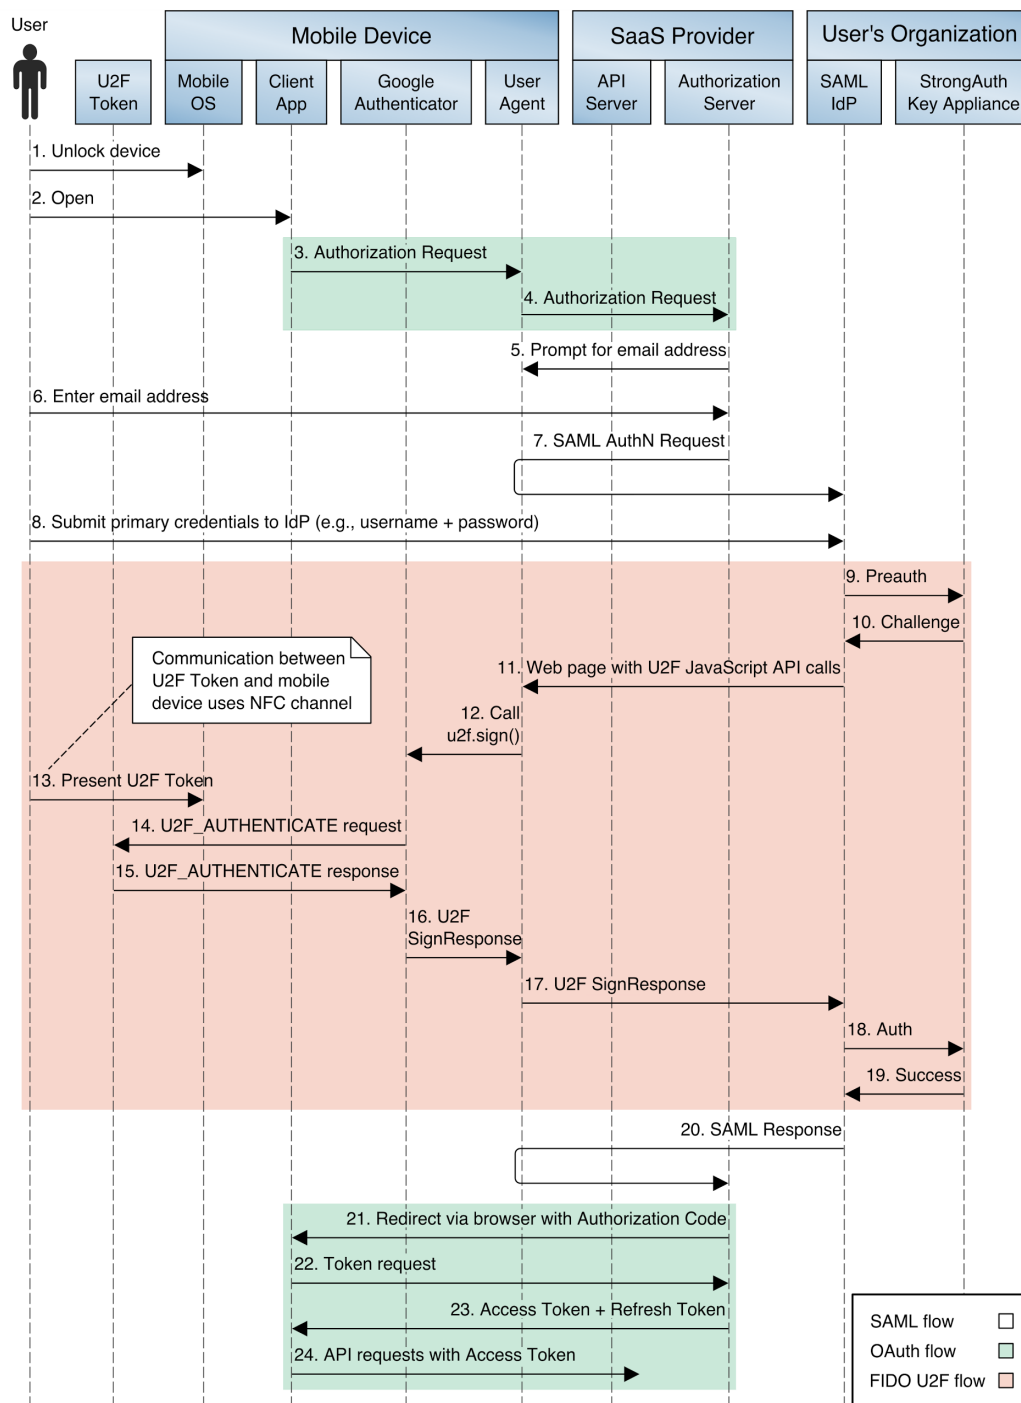 User
Mobile Device
SaaS Provider
User's Organization
U2F
Token
Mobile
OS
Client
App
Google
Authenticator
User
Agent
API
Server
Authorization
Server
SAML
IdP
StrongAuth
Key Appliance
1. Unlock device
2. Open
3. Authorization Request
4. Authorization Request
5. Prompt for email address
6. Enter email address
7. SAML AuthN Request
8. Submit primary credentials to IdP (e.g., username + password)
9. Preauth
10. Challenge
Communication between
U2F Token and mobile
device uses NFC channel
11. Web page with U2F JavaScript API calls
12. Call
u2f.sign()
13. Present U2F Token
14. U2F_AUTHENTICATE request
15. U2F_AUTHENTICATE response
16. U2F
SignResponse
17. U2F SignResponse
18. Auth
19. Success
20. SAML Response
21. Redirect via browser with Authorization Code
22. Token request
23. Access Token + Refresh Token
24. API requests with Access Token
SAML flow
OAuth flow
FIDO U2F flow